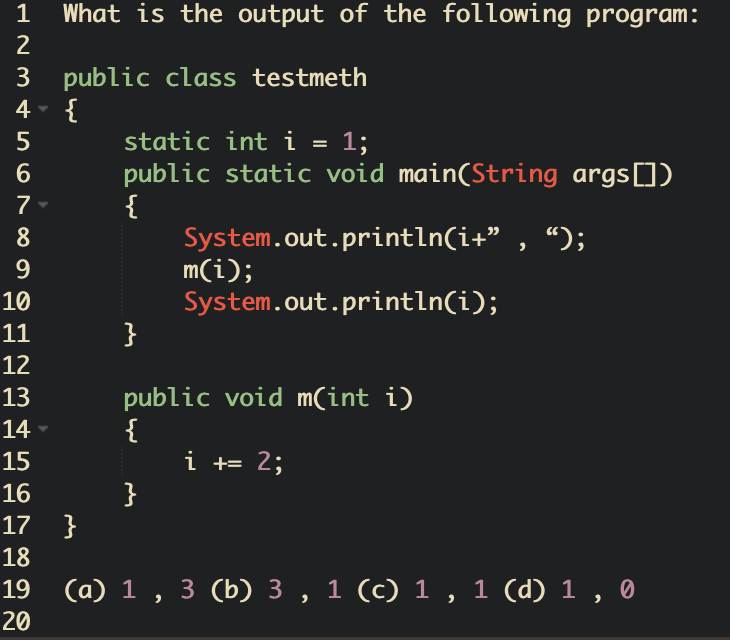 1 What is the output of the following program:
2
3 public class testmeth
4 {
5 static int i = 1;
6 public static void main(String args[])
7 {
8 System.out.println(i+” , “);
9 m(i);
10 System.out.println(i);
11 }
12
13 public void m(int i)
14 {
15 i += 2;
16 }
17 }
18
19 (a) 1 , 3 (b) 3 , 1 (c) 1 , 1 (d) 1 , 0
20